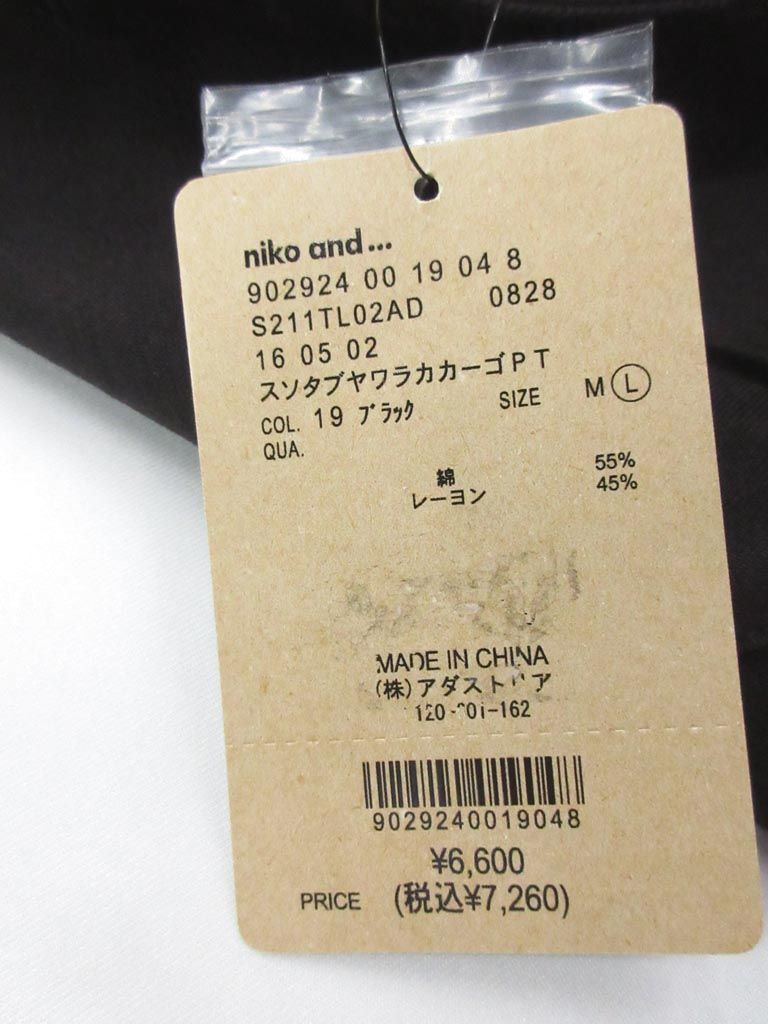 niko and...
902924 00 19 04 8
S211TL02AD 0828
16 05 02
スソタブヤワラカカーゴPT
COL. 19 ブラック SIZE M L
QUA.
綿 55%
レーヨン 45%
MADE IN CHINA
(株)アダストリア
9029240019048
¥6,600
PRICE (税込¥7,260)